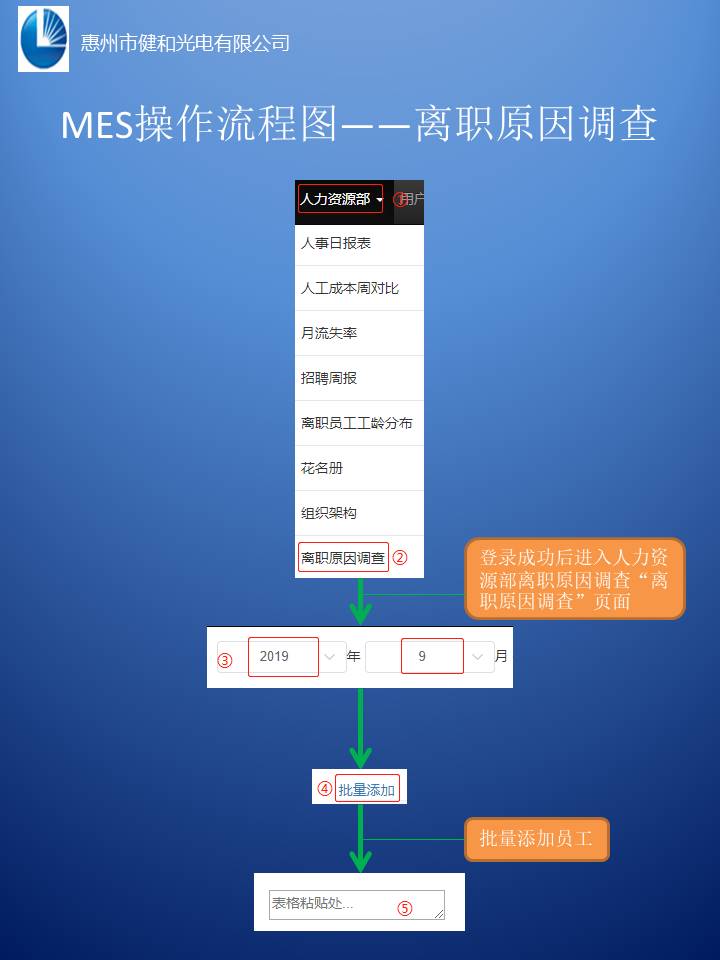 惠州市健和光电有限公司
MES操作流程图——离职原因调查
人力资源部 ① 用户
人事日报表
人工成本周对比
月流失率
招聘周报
离职员工工龄分布
花名册
组织架构
离职原因调查 ②
登录成功后进入人力资
源部离职原因调查“离
职原因调查”页面
③ 2019 年 9 月
④ 批量添加
批量添加员工
表格粘贴处... ⑤